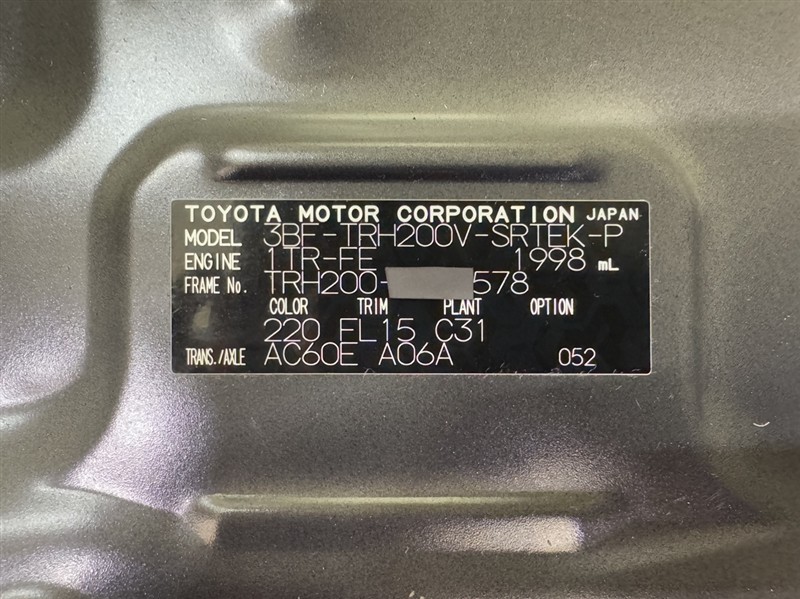 TOYOTA MOTOR CORPORATION JAPAN
MODEL 3BF-TRH200V-SRTEK-P
ENGINE 1TR-FE 1998 mL
FRAME No. TRH200- 578
COLOR TRIM PLANT OPTION
220 FL15 C31
TRANS./AXLE AC60E A06A 052